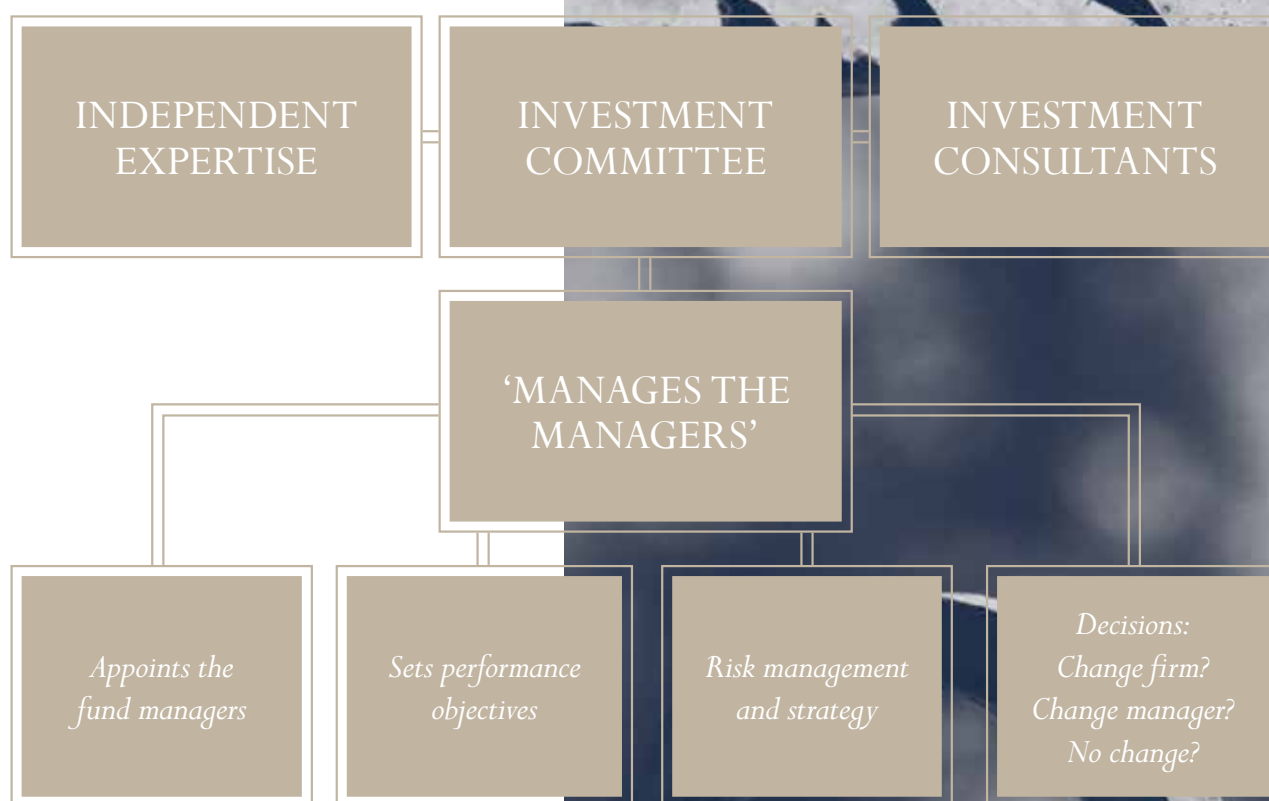 INDEPENDENT
EXPERTISE
INVESTMENT
COMMITTEE
INVESTMENT
CONSULTANTS
‘MANAGES THE
MANAGERS’
Appoints the
fund managers
Sets performance
objectives
Risk management
and strategy
Decisions:
Change firm?
Change manager?
No change?